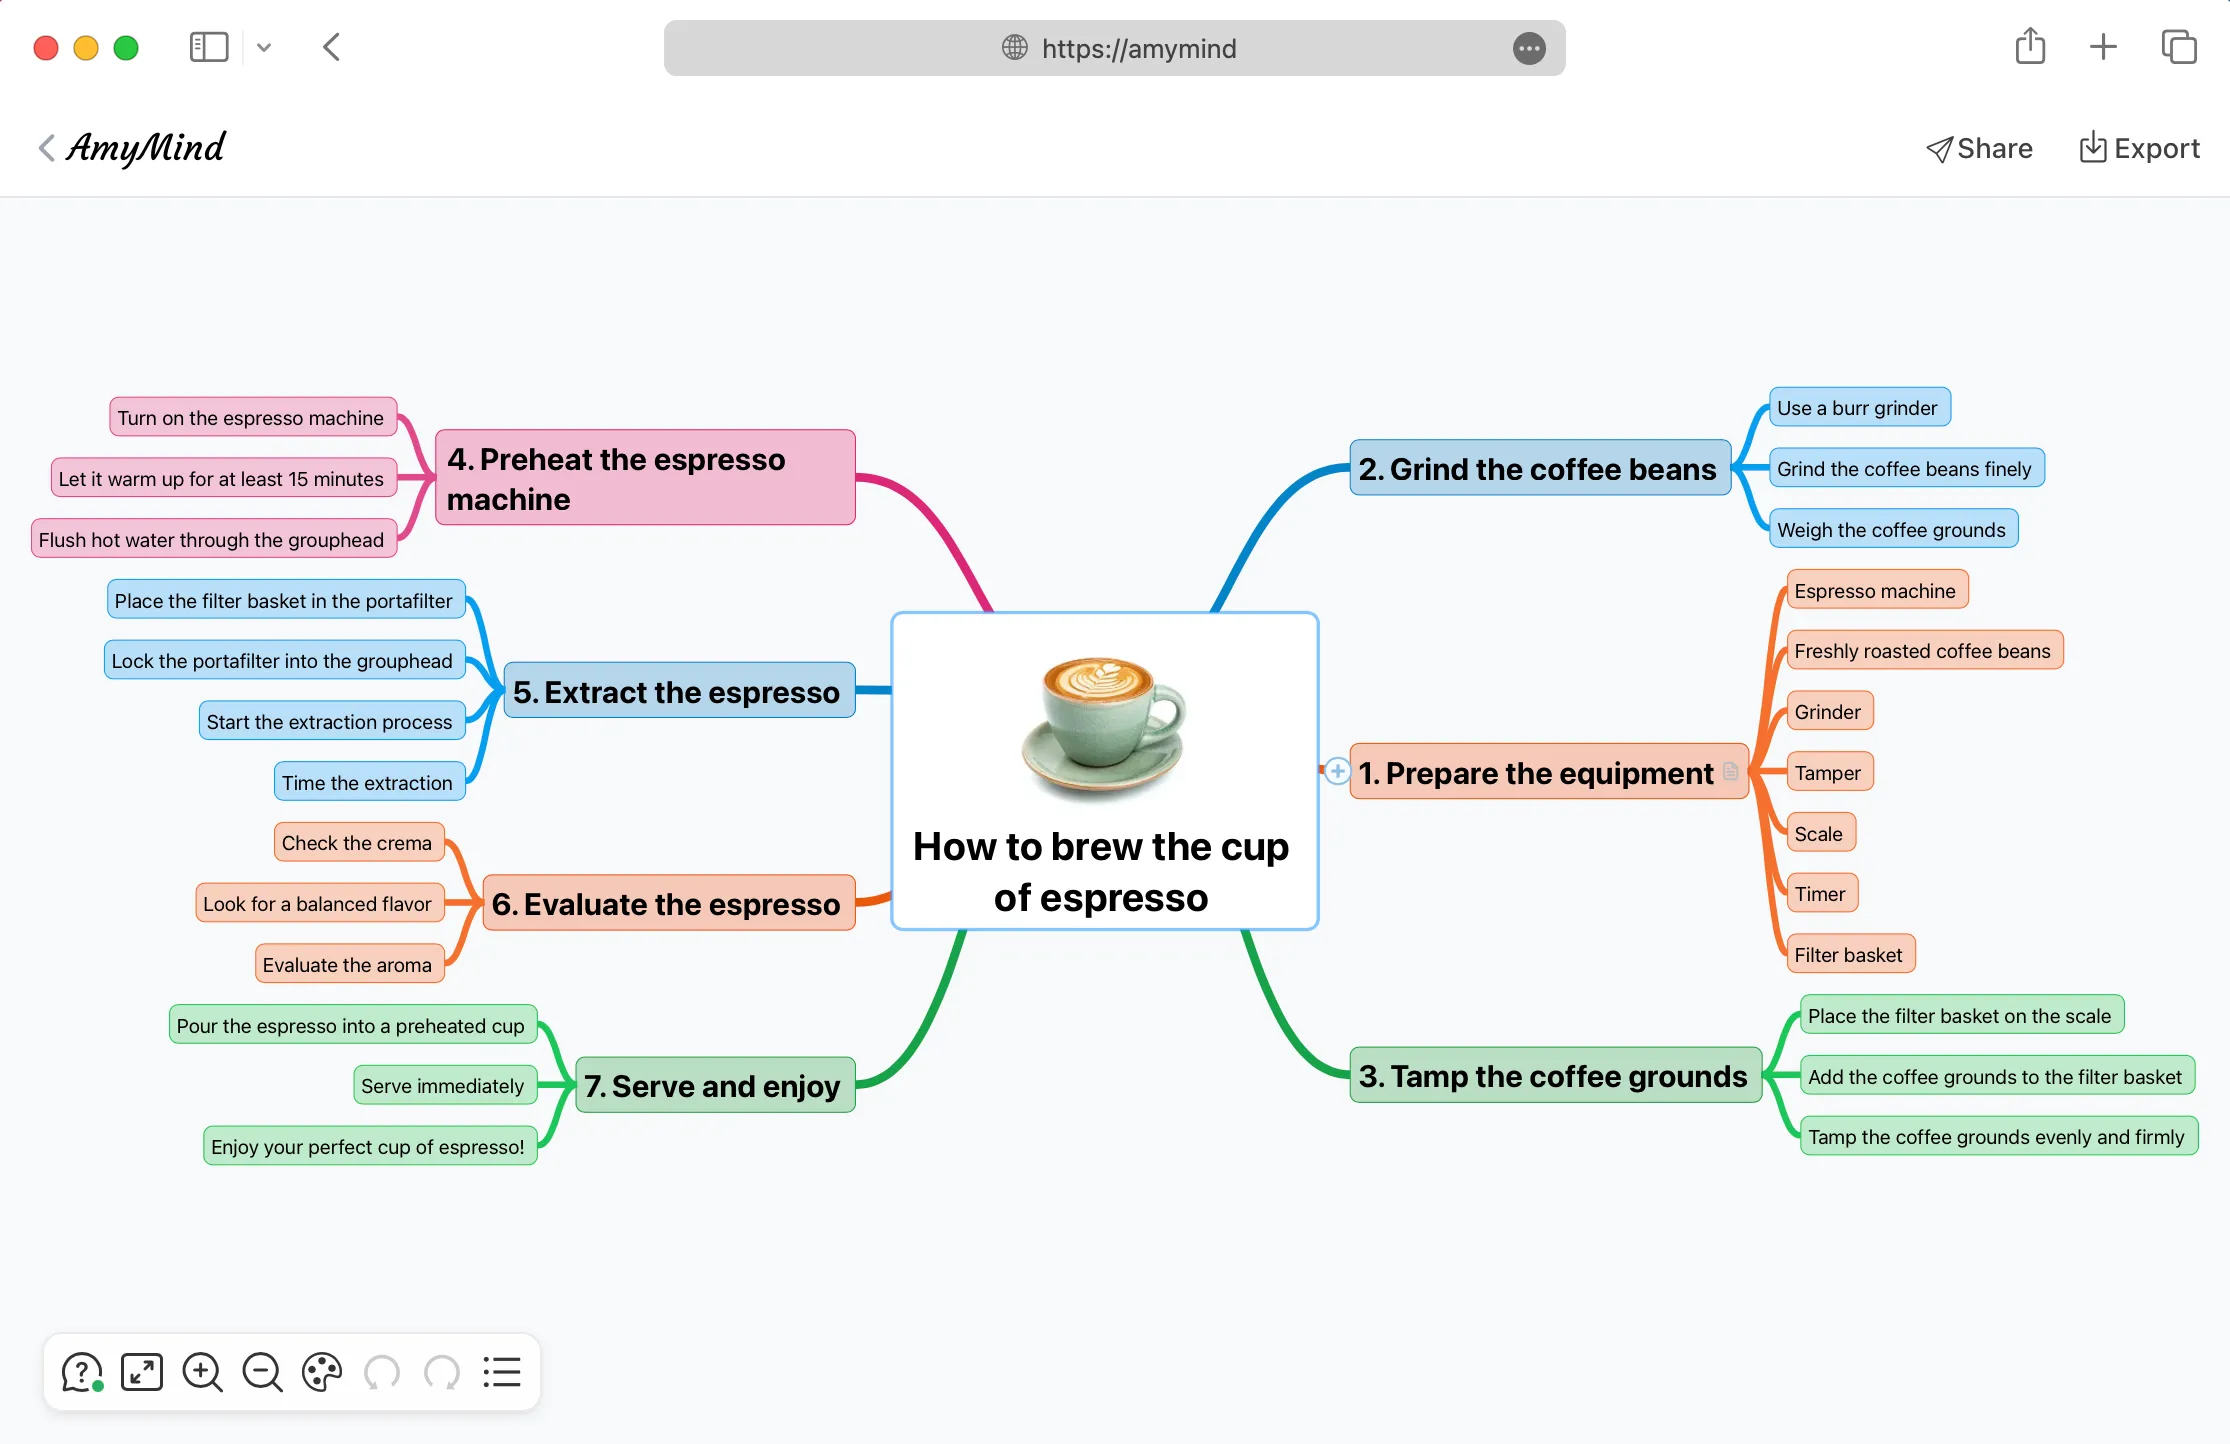 https://amymind
AmyMind
Share
Export
Turn on the espresso machine
Let it warm up for at least 15 minutes
Flush hot water through the grouphead
4. Preheat the espresso
machine
Place the filter basket in the portafilter
Lock the portafilter into the grouphead
Start the extraction process
Time the extraction
5. Extract the espresso
Check the crema
Look for a balanced flavor
Evaluate the aroma
6. Evaluate the espresso
Pour the espresso into a preheated cup
Serve immediately
Enjoy your perfect cup of espresso!
7. Serve and enjoy
How to brew the cup
of espresso
2. Grind the coffee beans
Use a burr grinder
Grind the coffee beans finely
Weigh the coffee grounds
1. Prepare the equipment
Espresso machine
Freshly roasted coffee beans
Grinder
Tamper
Scale
Timer
Filter basket
3. Tamp the coffee grounds
Place the filter basket on the scale
Add the coffee grounds to the filter basket
Tamp the coffee grounds evenly and firmly